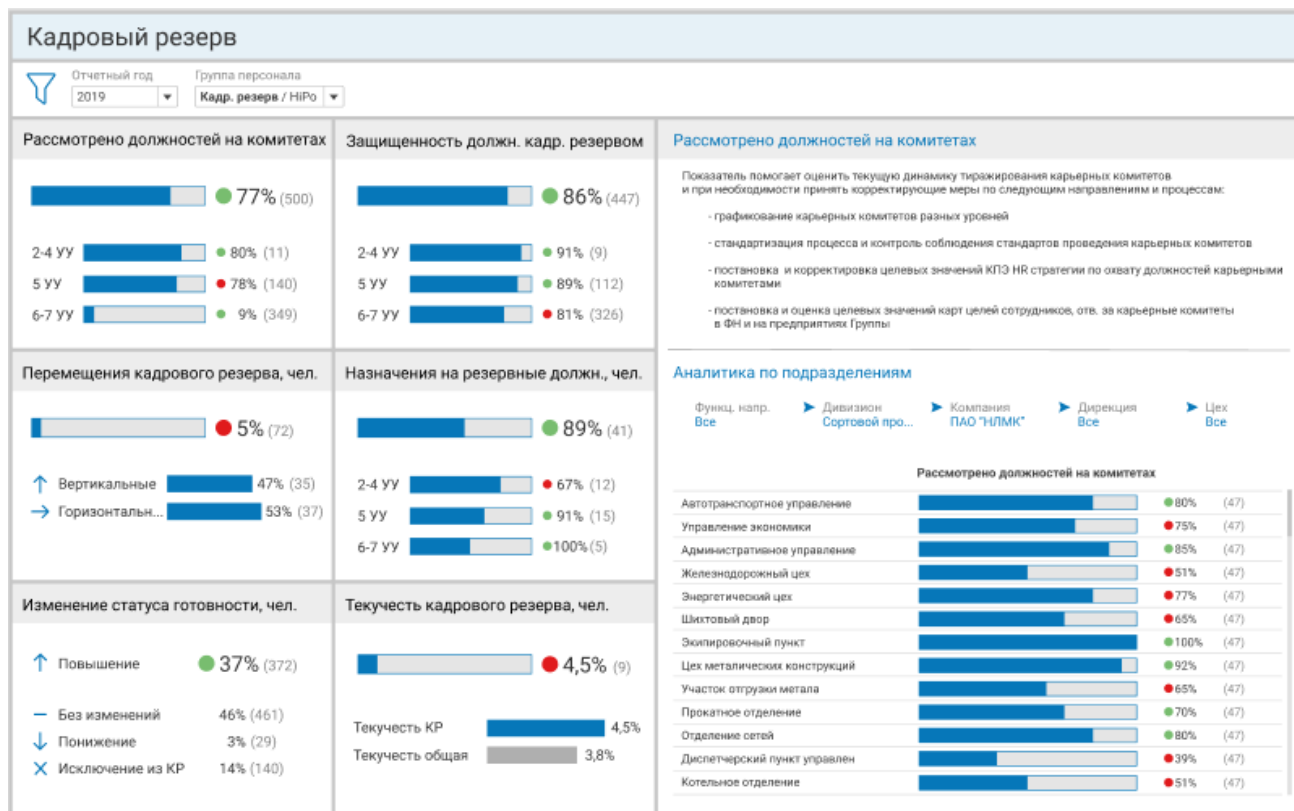 Кадровый резерв
Отчетный год
2019
Группа персонала
Кадр. резерв / HiPo
Рассмотрено должностей на комитетах
77% (500)
2-4 УУ 80% (11)
5 УУ 78% (140)
6-7 УУ 9% (349)
Защищенность должн. кадр. резервом
86% (447)
2-4 УУ 91% (9)
5 УУ 89% (112)
6-7 УУ 81% (326)
Перемещения кадрового резерва, чел.
5% (72)
Вертикальные 47% (35)
Горизонтальн... 53% (37)
Назначения на резервные должн., чел.
89% (41)
2-4 УУ 67% (12)
5 УУ 91% (15)
6-7 УУ 100% (5)
Изменение статуса готовности, чел.
Повышение 37% (372)
Без изменений 46% (461)
Понижение 3% (29)
Исключение из КР 14% (140)
Текучесть кадрового резерва, чел.
4,5% (9)
Текучесть КР 4,5%
Текучесть общая 3,8%
Рассмотрено должностей на комитетах
Показатель помогает оценить текущую динамику тиражирования карьерных комитетов
и при необходимости принять корректирующие меры по следующим направлениям и процессам:
- графикование карьерных комитетов разных уровней
- стандартизация процесса и контроль соблюдения стандартов проведения карьерных комитетов
- постановка и корректировка целевых значений КПЭ HR стратегии по охвату должностей карьерными
комитетами
- постановка и оценка целевых значений карт целей сотрудников, отв. за карьерные комитеты
в ФН и на предприятиях Группы
Аналитика по подразделениям
Функц. напр. Дивизион Компания Дирекция Цех
Все Сортовой про... ПАО "НЛМК" Все Все
Рассмотрено должностей на комитетах
Автотранспортное управление 80% (47)
Управление экономики 75% (47)
Административное управление 85% (47)
Железнодорожный цех 51% (47)
Энергетический цех 77% (47)
Шихтовый двор 65% (47)
Экипировочный пункт 100% (47)
Цех металических конструкций 92% (47)
Участок отгрузки метала 65% (47)
Прокатное отделение 70% (47)
Отделение сетей 80% (47)
Диспетчерский пункт управлен 39% (47)
Котельное отделение 51% (47)